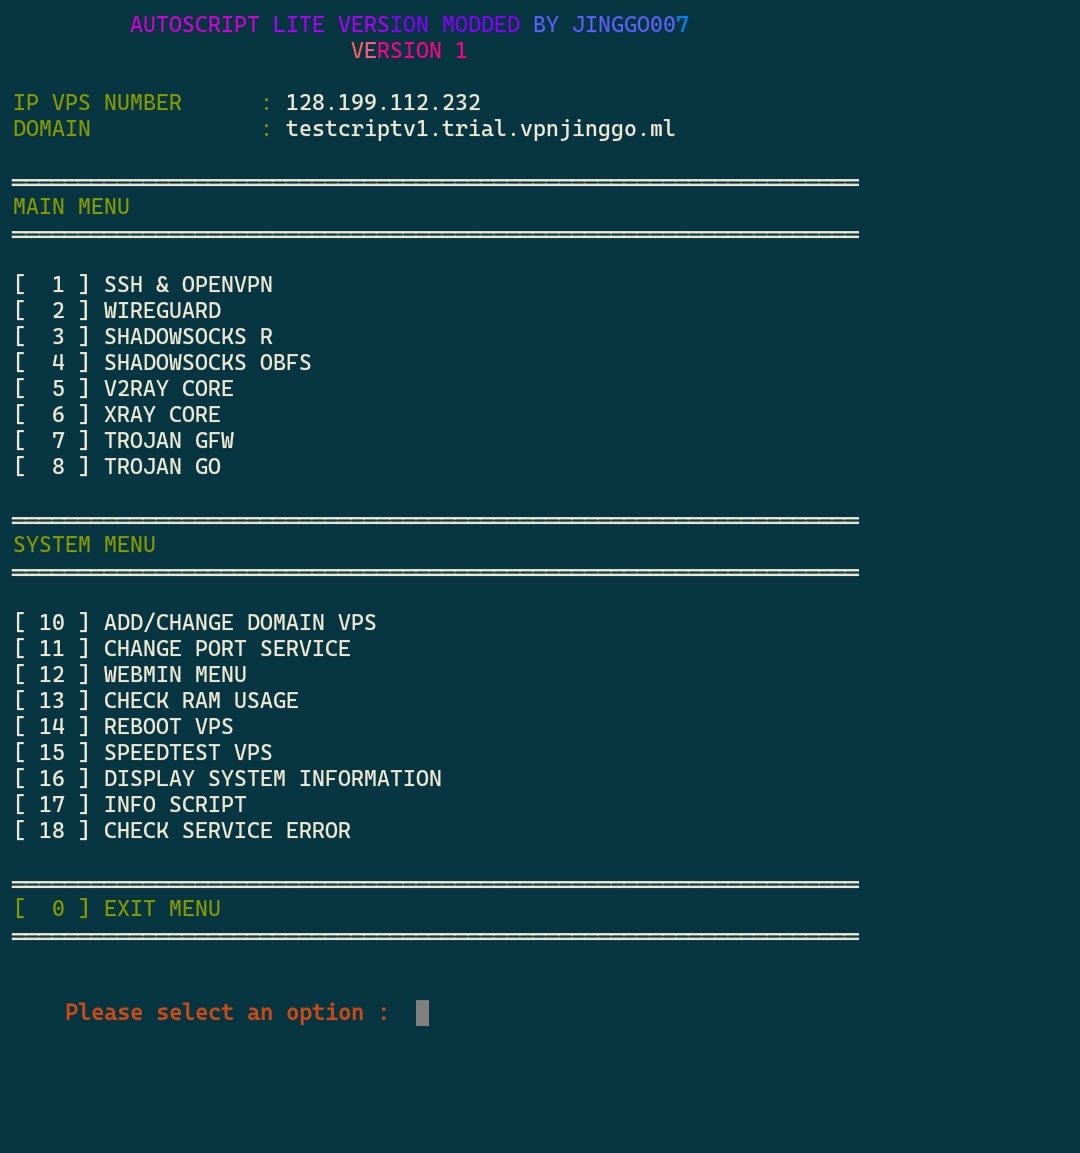 AUTOSCRIPT LITE VERSION MODDED BY JINGGO007
VERSION 1
IP VPS NUMBER : 128.199.112.232
DOMAIN : testcriptv1.trial.vpnjinggo.ml
MAIN MENU
[ 1 ] SSH & OPENVPN
[ 2 ] WIREGUARD
[ 3 ] SHADOWSOCKS R
[ 4 ] SHADOWSOCKS OBFS
[ 5 ] V2RAY CORE
[ 6 ] XRAY CORE
[ 7 ] TROJAN GFW
[ 8 ] TROJAN GO
SYSTEM MENU
[ 10 ] ADD/CHANGE DOMAIN VPS
[ 11 ] CHANGE PORT SERVICE
[ 12 ] WEBMIN MENU
[ 13 ] CHECK RAM USAGE
[ 14 ] REBOOT VPS
[ 15 ] SPEEDTEST VPS
[ 16 ] DISPLAY SYSTEM INFORMATION
[ 17 ] INFO SCRIPT
[ 18 ] CHECK SERVICE ERROR
[ 0 ] EXIT MENU
Please select an option :